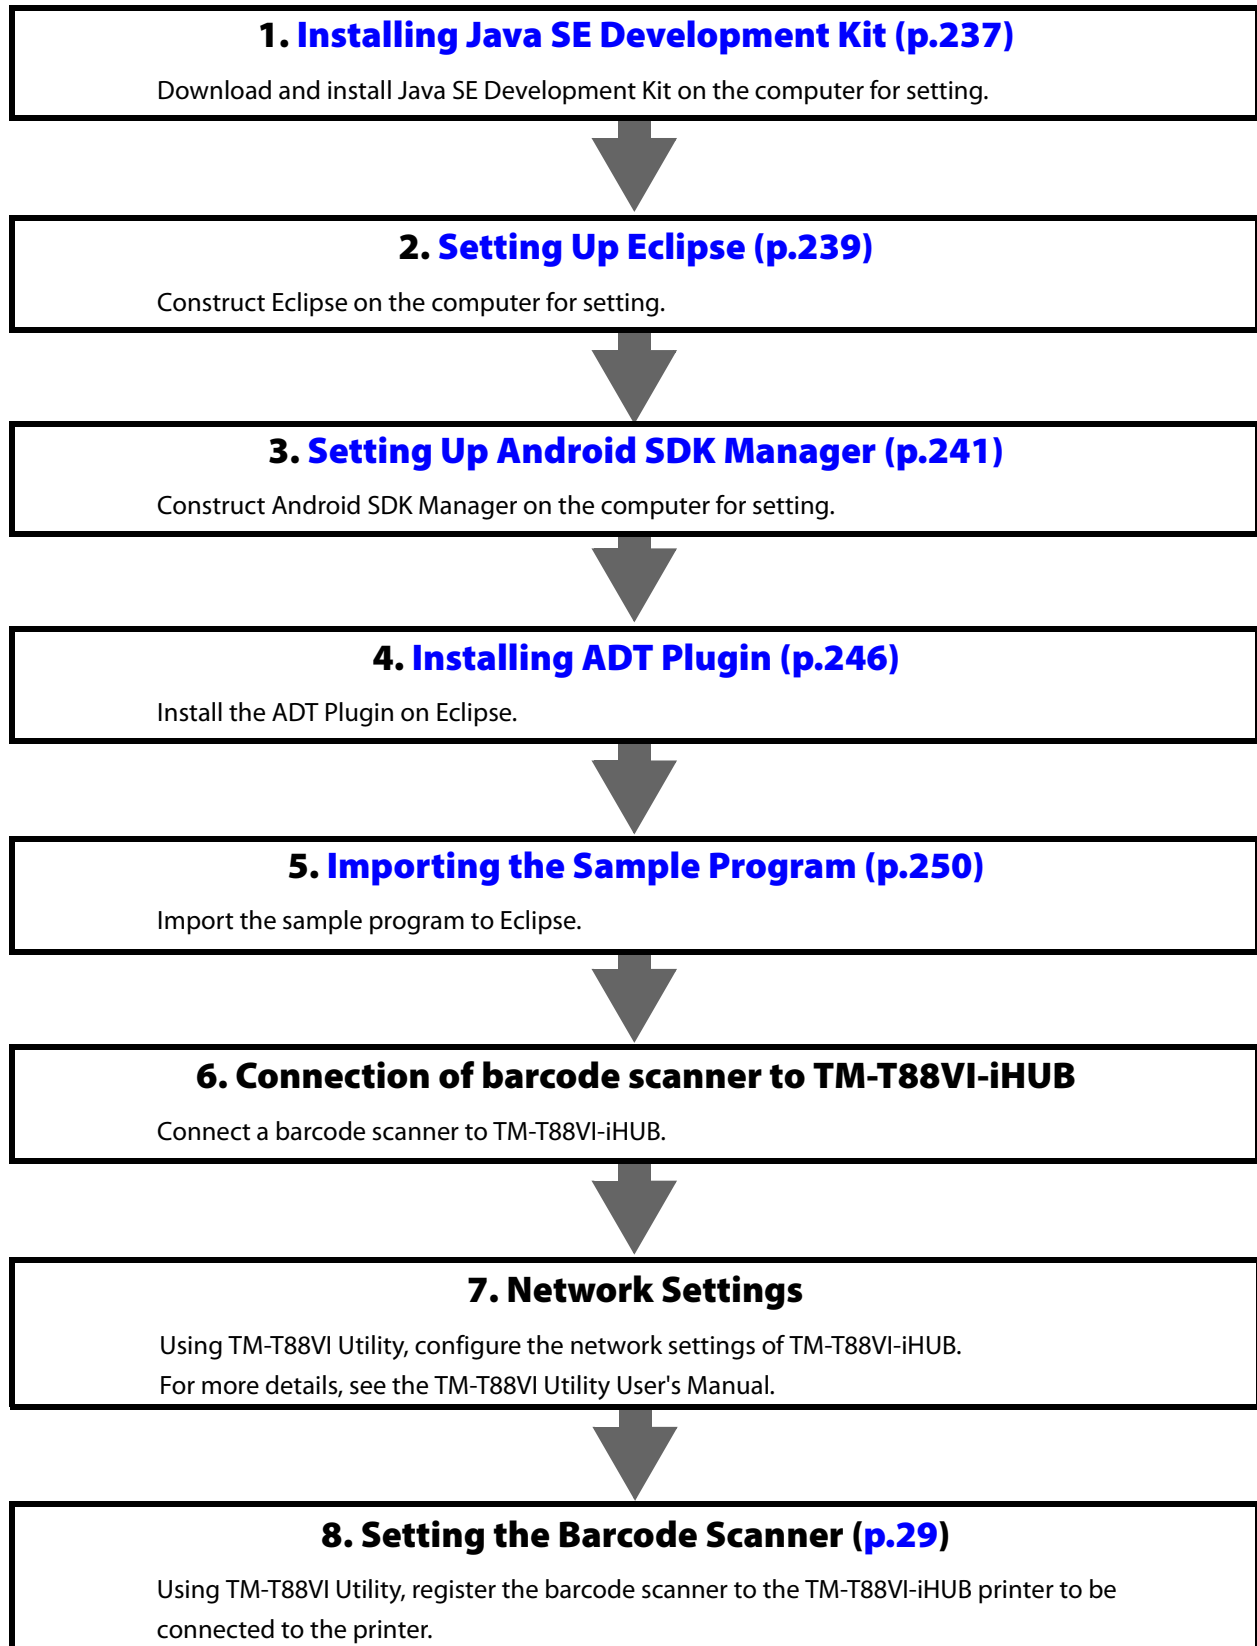 1. Installing Java SE Development Kit (p.237)
Download and install Java SE Development Kit on the computer for setting.
2. Setting Up Eclipse (p.239)
Construct Eclipse on the computer for setting.
3. Setting Up Android SDK Manager (p.241)
Construct Android SDK Manager on the computer for setting.
4. Installing ADT Plugin (p.246)
Install the ADT Plugin on Eclipse.
5. Importing the Sample Program (p.250)
Import the sample program to Eclipse.
6. Connection of barcode scanner to TM-T88VI-iHUB
Connect a barcode scanner to TM-T88VI-iHUB.
7. Network Settings
Using TM-T88VI Utility, configure the network settings of TM-T88VI-iHUB.
For more details, see the TM-T88VI Utility User's Manual.
8. Setting the Barcode Scanner (p.29)
Using TM-T88VI Utility, register the barcode scanner to the TM-T88VI-iHUB printer to be
connected to the printer.